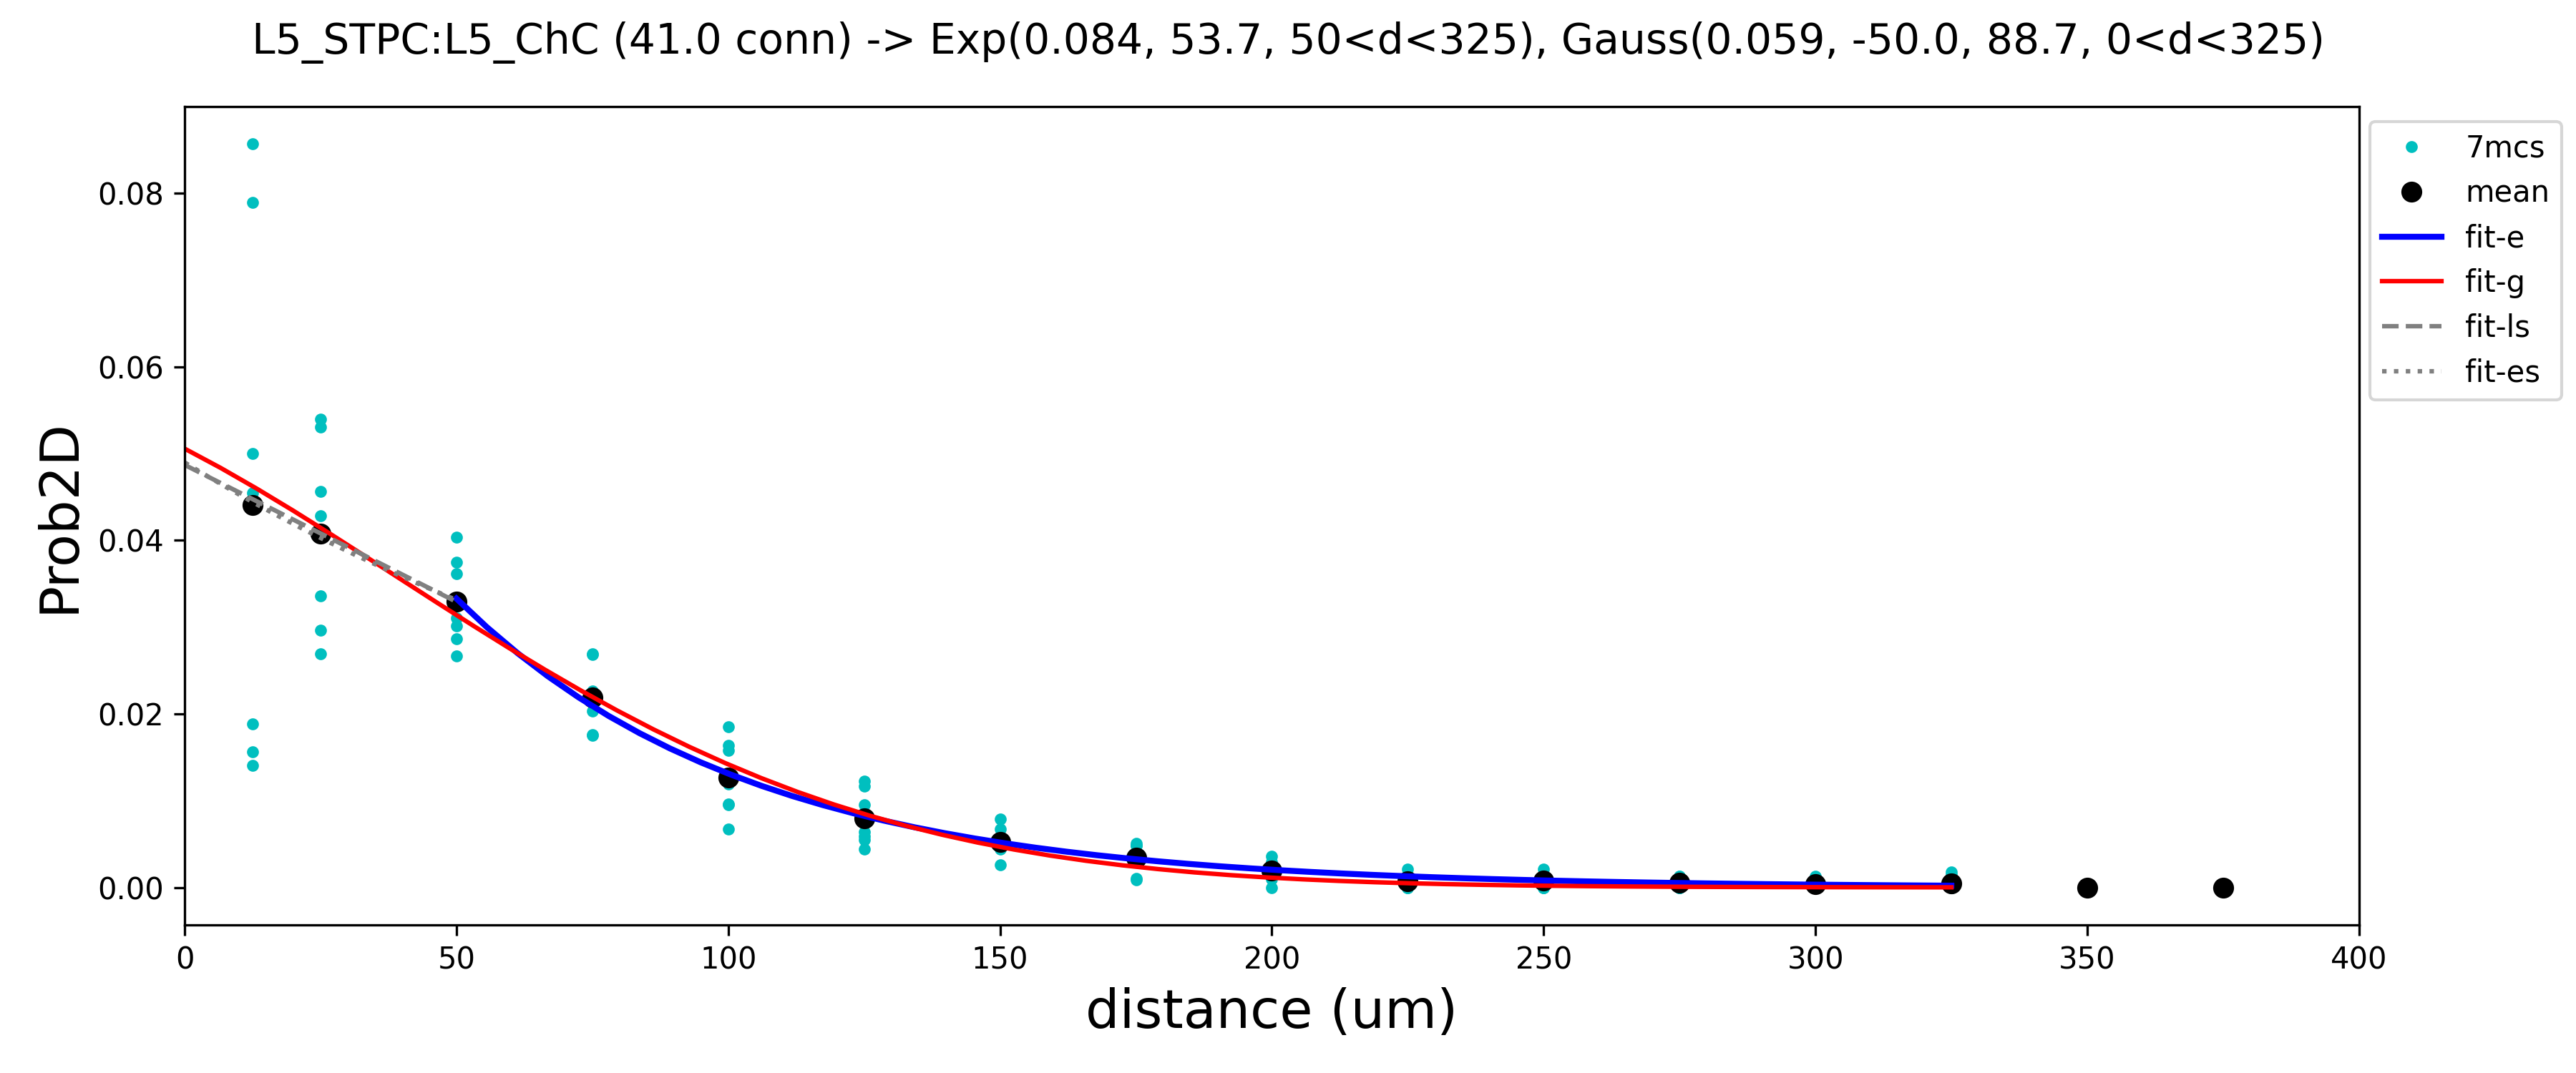 L5_STPC:L5_ChC (41.0 conn) -> Exp(0.084, 53.7, 50<d<325), Gauss(0.059, -50.0, 88.7, 0<d<325)
7mcs
mean
fit-e
fit-g
fit-ls
fit-es
Prob2D
0.08
0.06
0.04
0.02
0.00
0 50 100 150 200 250 300 350 400
distance (um)